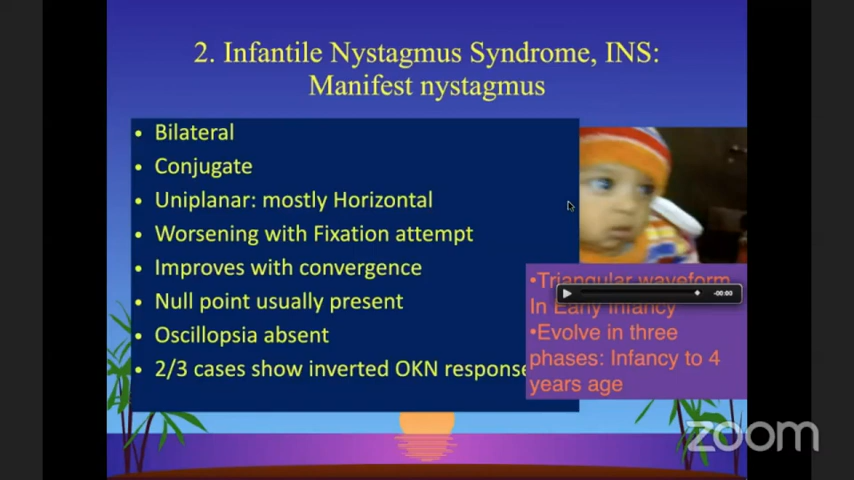 2. Infantile Nystagmus Syndrome, INS:
Manifest nystagmus
• Bilateral
• Conjugate
• Uniplanar: mostly Horizontal
• Worsening with Fixation attempt
• Improves with convergence
• Null point usually present
• Oscillopsia absent
• 2/3 cases show inverted OKN response
•Triangular waveform
In Early Infancy
•Evolve in three
phases: Infancy to 4
years age
-00:00
zoom